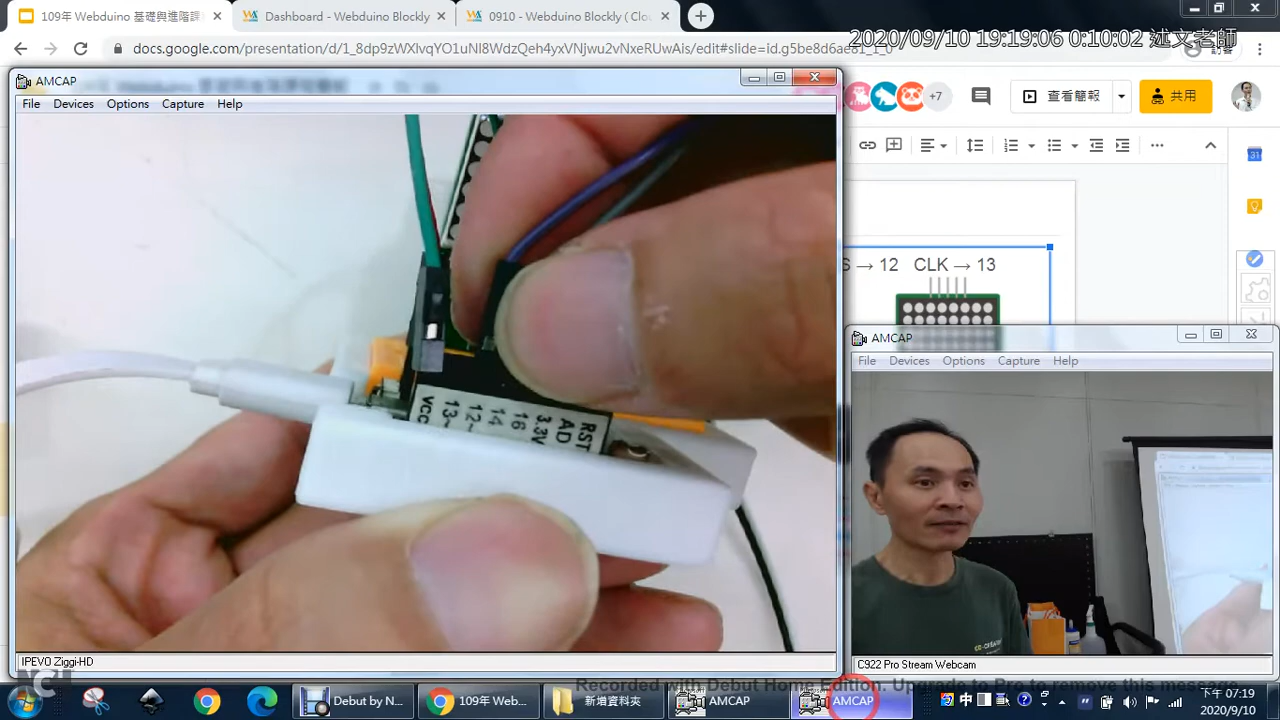 109年 Webduino 基礎與進階課
Dashboard - Webduino Blockly
0910 - Webduino Blockly ( Clou
docs.google.com/presentation/d/1_8dp9zWXlvqYO1uNl8WdzQeh4yxVNjwu2vNxeRUwAis/edit#slide=id.g5be8d6ae81_1_0
2020/09/10 19:19:06 0:10:02 述文老師
AMCAP
File Devices Options Capture Help
+7
查看簡報
共用
S → 12 CLK → 13
VCC
13~
12~
14
16
3.3V
AD
RST
AMCAP
File Devices Options Capture Help
IPEVO Ziggi-HD
C922 Pro Stream Webcam
Recorded with Debut Home Edition. Upgrade to Pro to remove this message.
Debut by N...
109年 Web...
新增資料夾
AMCAP
AMCAP
中
下午 07:19
2020/9/10